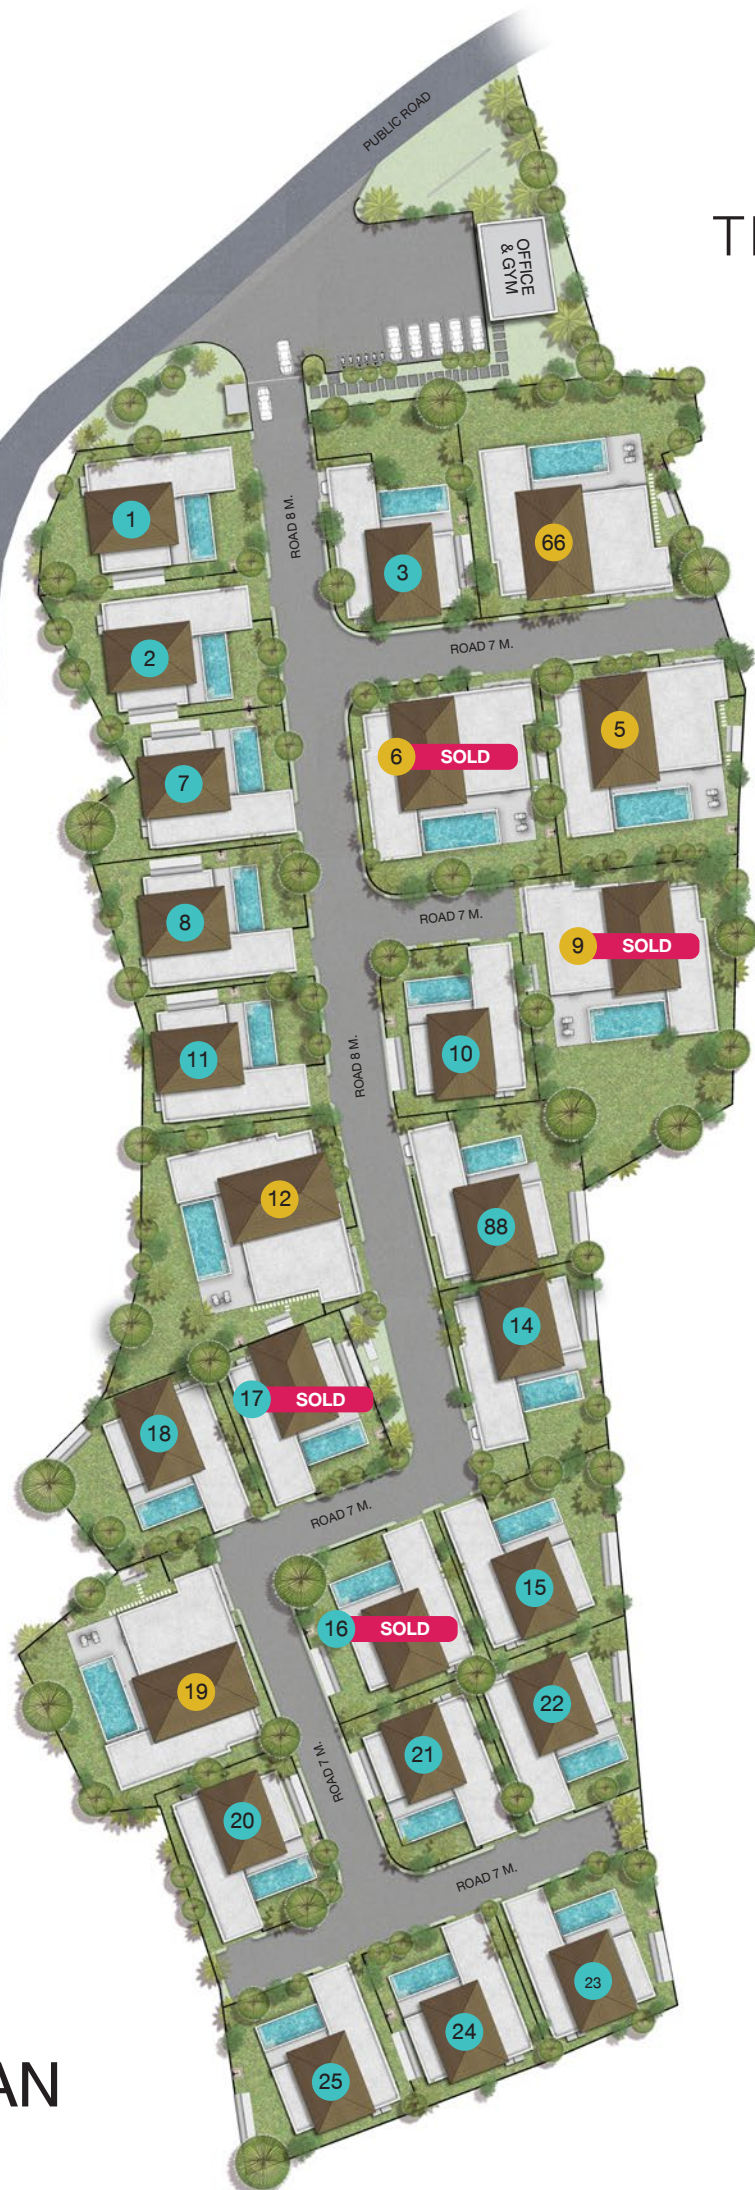 PUBLIC ROAD
TH
OFFICE
& GYM
1
ROAD 8 M.
3
66
2
ROAD 7 M.
7
6 SOLD
5
8
ROAD 7 M.
9 SOLD
11
ROAD 8 M.
10
12
88
14
18
17 SOLD
ROAD 7 M.
15
16 SOLD
19
22
21
ROAD 7 M.
20
ROAD 7 M.
23
24
25
AN